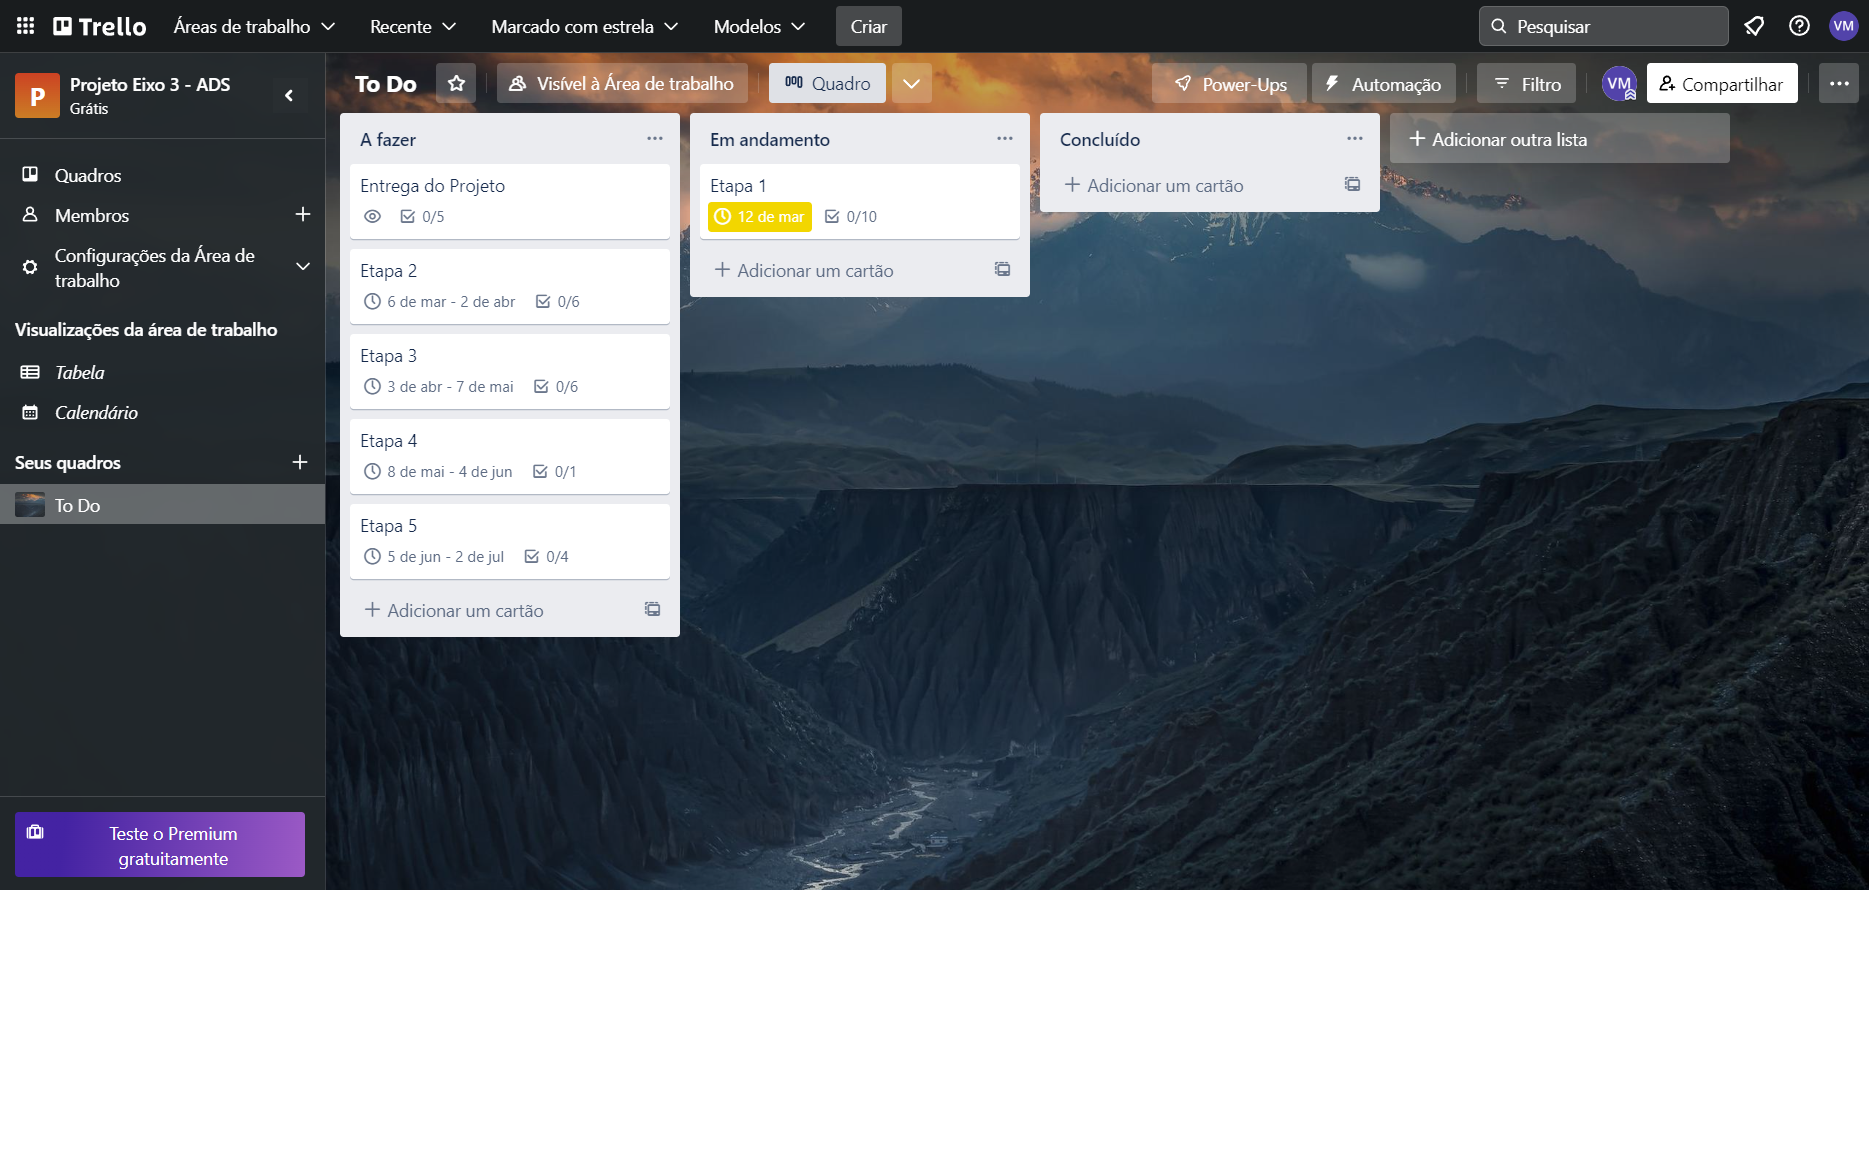 Trello
Áreas de trabalho
Recente
Marcado com estrela
Modelos
Criar
Pesquisar
VM
P
Projeto Eixo 3 - ADS
Grátis
To Do
Visível à Área de trabalho
Quadro
Power-Ups
Automação
Filtro
VM
Compartilhar
Quadros
Membros
Configurações da Área de
trabalho
Visualizações da área de trabalho
Tabela
Calendário
Seus quadros
To Do
Teste o Premium
gratuitamente
A fazer
Entrega do Projeto
0/5
Etapa 2
6 de mar - 2 de abr
0/6
Etapa 3
3 de abr - 7 de mai
0/6
Etapa 4
8 de mai - 4 de jun
0/1
Etapa 5
5 de jun - 2 de jul
0/4
Adicionar um cartão
Em andamento
Etapa 1
12 de mar
0/10
Adicionar um cartão
Concluído
Adicionar um cartão
Adicionar outra lista